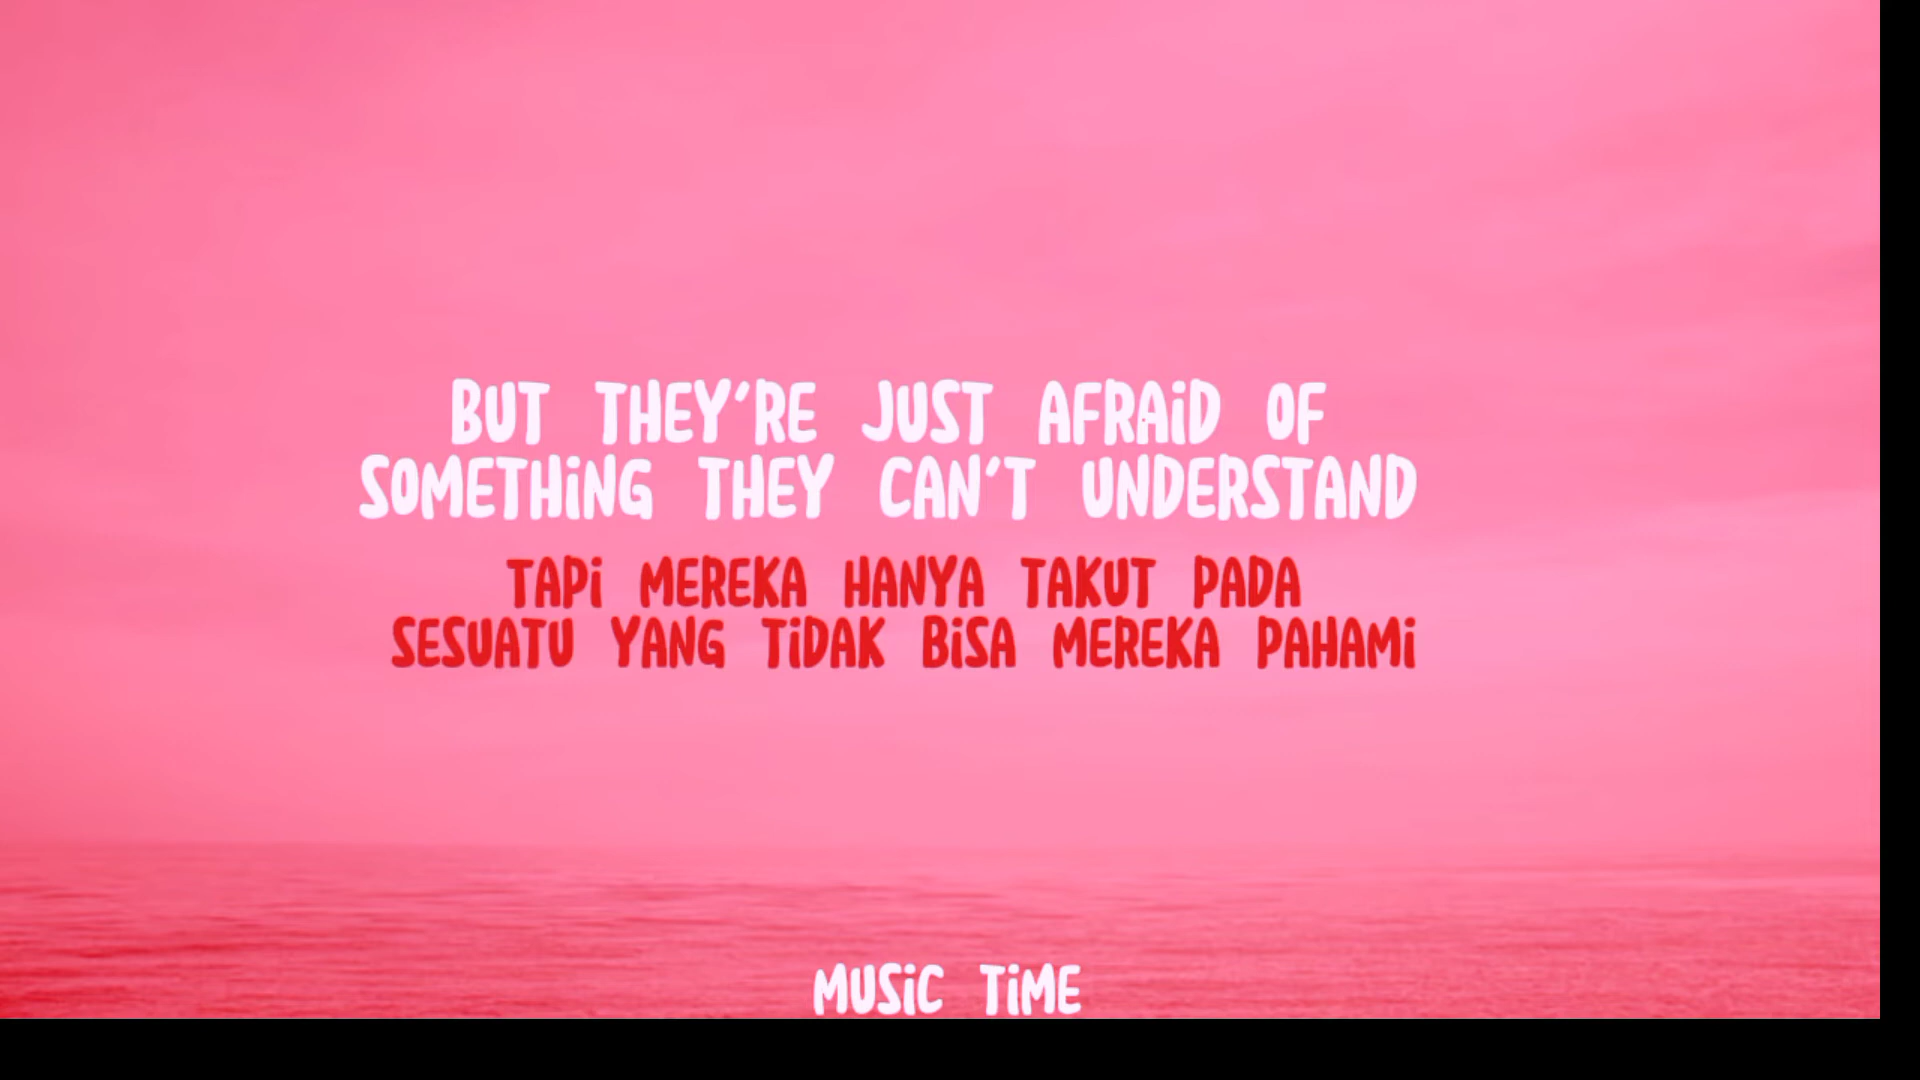 BUT THEY'RE JUST AFRAID OF
SOMETHING THEY CAN'T UNDERSTAND
TAPI MEREKA HANYA TAKUT PADA
SESUATU YANG TIDAK BISA MEREKA PAHAMI
MUSIC TIME